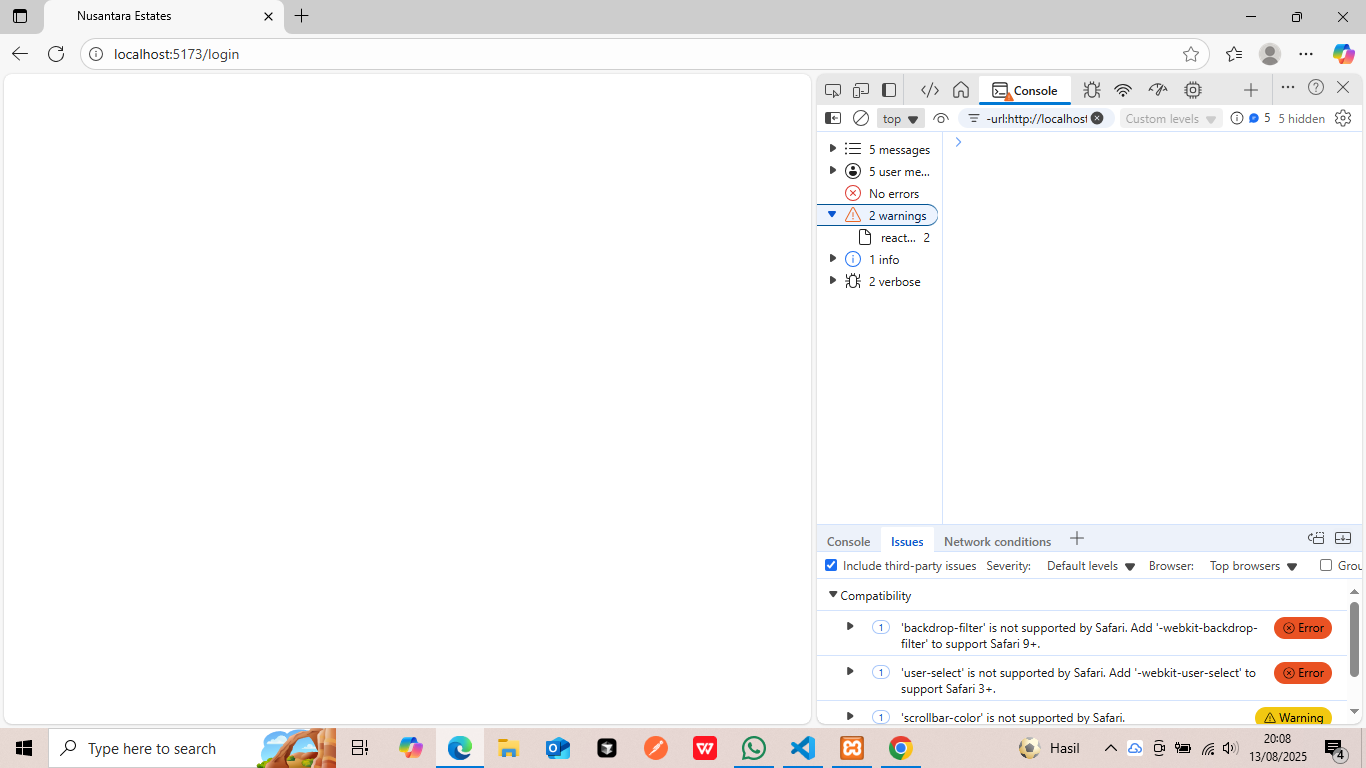 Nusantara Estates
localhost:5173/login
Console
top
-url:http://localhost
Custom levels
5
5 hidden
5 messages
5 user me...
No errors
2 warnings
react... 2
1 info
2 verbose
Console
Issues
Network conditions
Include third-party issues
Severity:
Default levels
Browser:
Top browsers
Grou
Compatibility
1
'backdrop-filter' is not supported by Safari. Add '-webkit-backdrop-
filter' to support Safari 9+.
Error
1
'user-select' is not supported by Safari. Add '-webkit-user-select' to
support Safari 3+.
Error
1
'scrollbar-color' is not supported by Safari.
Warning
Type here to search
Hasil
20:08
13/08/2025
4